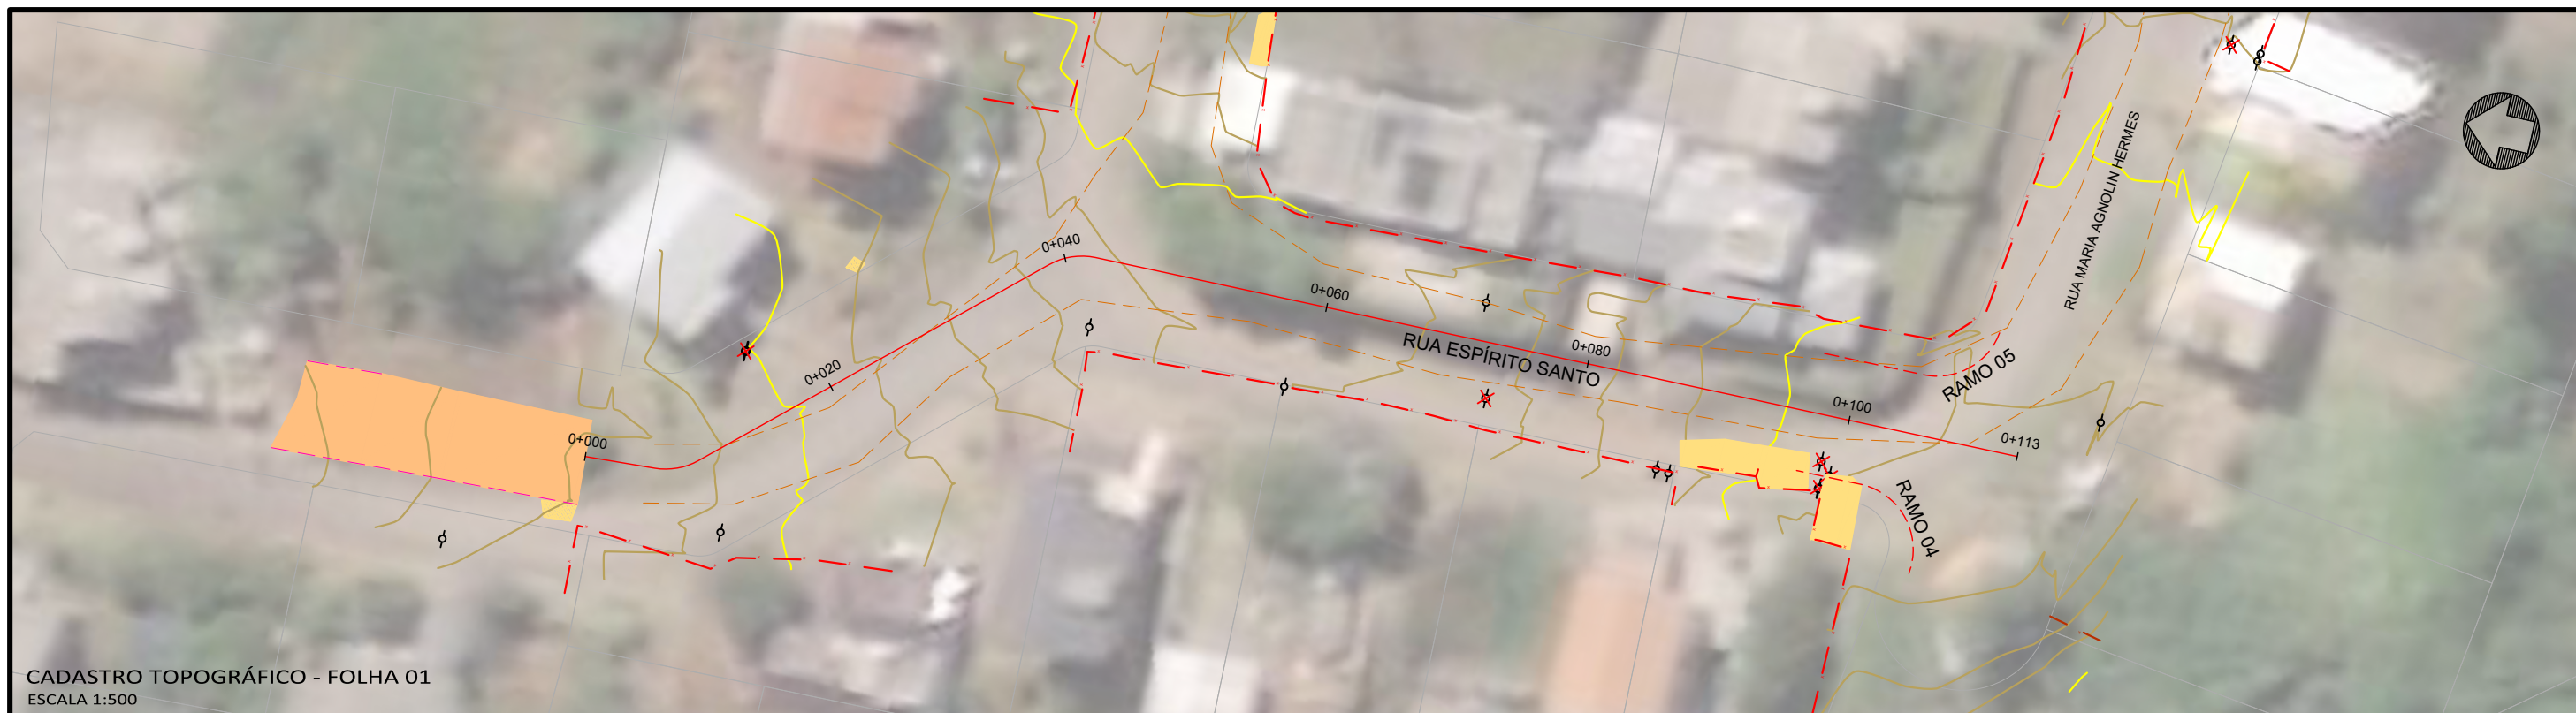 RUA MARIA AGNOLIN HERMES
0+040
0+060
RUA ESPÍRITO SANTO
0+080
0+020
RAMO 05
0+100
0+000
0+113
RAMO 04
CADASTRO TOPOGRÁFICO - FOLHA 01
ESCALA 1:500